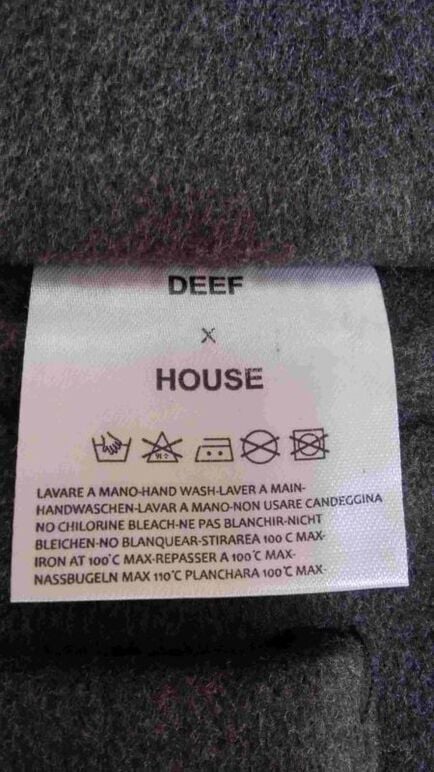 DEEF
X
HOUSE
LAVARE A MANO-HAND WASH-LAVER A MAIN-
HANDWASCHEN-LAVAR A MANO-NON USARE CANDEGGINA
NO CHLORINE BLEACH-NE PAS BLANCHIR-NICHT
BLEICHEN-NO BLANQUEAR-STIRAREA 100 C MAX-
IRON AT 100°C MAX-REPASSER A 100°C MAX-
NASSBUGELN MAX 110°C PLANCHARA 100°C MAX-